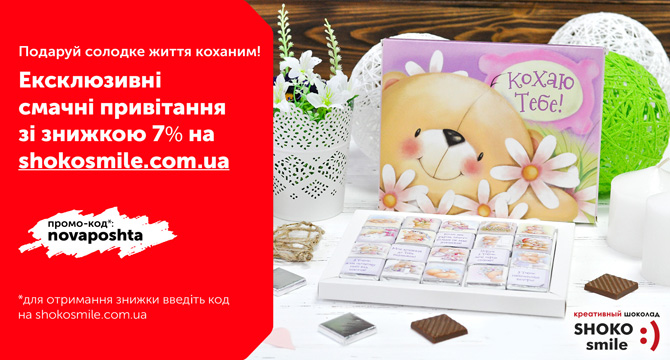 Подаруй солодке життя коханим!
Ексклюзивні
смачні привітання
зі знижкою 7% на
shokosmile.com.ua
промо-код*:
novaposhta
*для отримання знижки введіть код
на shokosmile.com.ua
Кохаю
Тебе!
креативный шоколад
SHOKO :)
smile